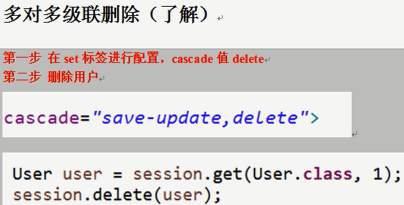 多对多级联删除（了解）
第一步 在 set 标签进行配置，cascade 值 delete
第二步 删除用户
cascade="save-update,delete">
User user = session.get(User.class, 1);
session.delete(user);